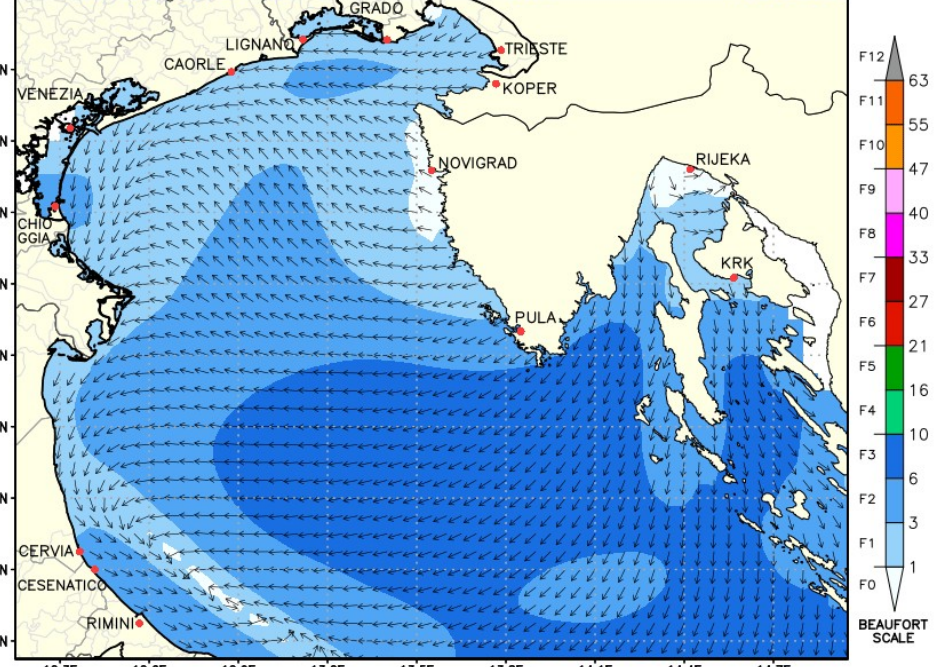 GRADO
LIGNANO
TRIESTE
CAORLE
KOPER
VENEZIA
NOVIGRAD
RIJEKA
CHIO
GGIA
KRK
PULA
CERVIA
CESENATICO
RIMINI
N
N
N
N
N
N
N
N
N
F12
63
F11
55
F10
47
F9
40
F8
33
F7
27
F6
21
F5
16
F4
10
F3
6
F2
3
F1
1
F0
BEAUFORT
SCALE